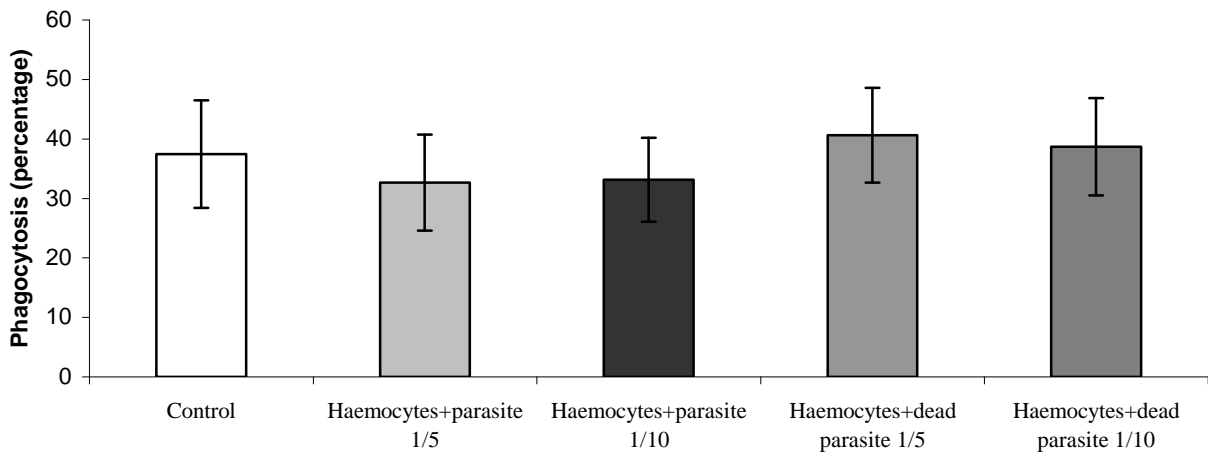 60
50
40
30
20
10
0
Phagocytosis (percentage)
Control
Haemocytes+parasite
1/5
Haemocytes+parasite
1/10
Haemocytes+dead
parasite 1/5
Haemocytes+dead
parasite 1/10